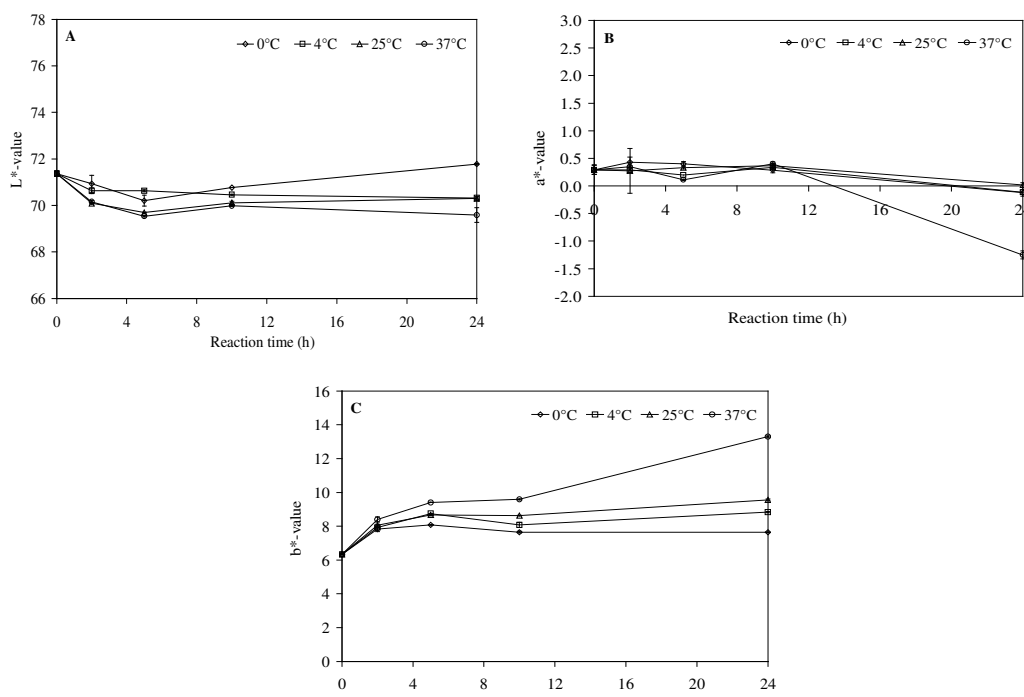 A
0°C 4°C 25°C 37°C
78
76
74
72
70
68
66
L*-value
0 4 8 12 16 20 24
Reaction time (h)
B
0°C 4°C 25°C 37°C
3.0
2.5
2.0
1.5
1.0
0.5
0.0
-0.5
-1.0
-1.5
-2.0
a*-value
0 4 8 12 16 20 24
Reaction time (h)
C
0°C 4°C 25°C 37°C
16
14
12
10
8
6
4
2
0
b*-value
0 4 8 12 16 20 24